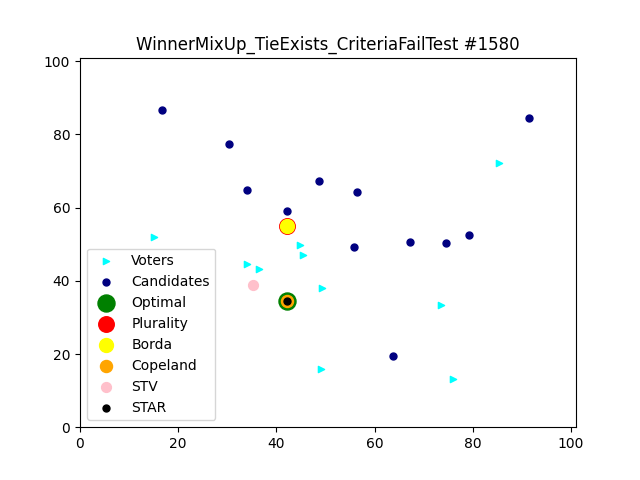 WinnerMixUp_TieExists_CriteriaFailTest #1580
100
80
60
40
20
0
Voters
Candidates
Optimal
Plurality
Borda
Copeland
STV
STAR
0 20 40 60 80 100